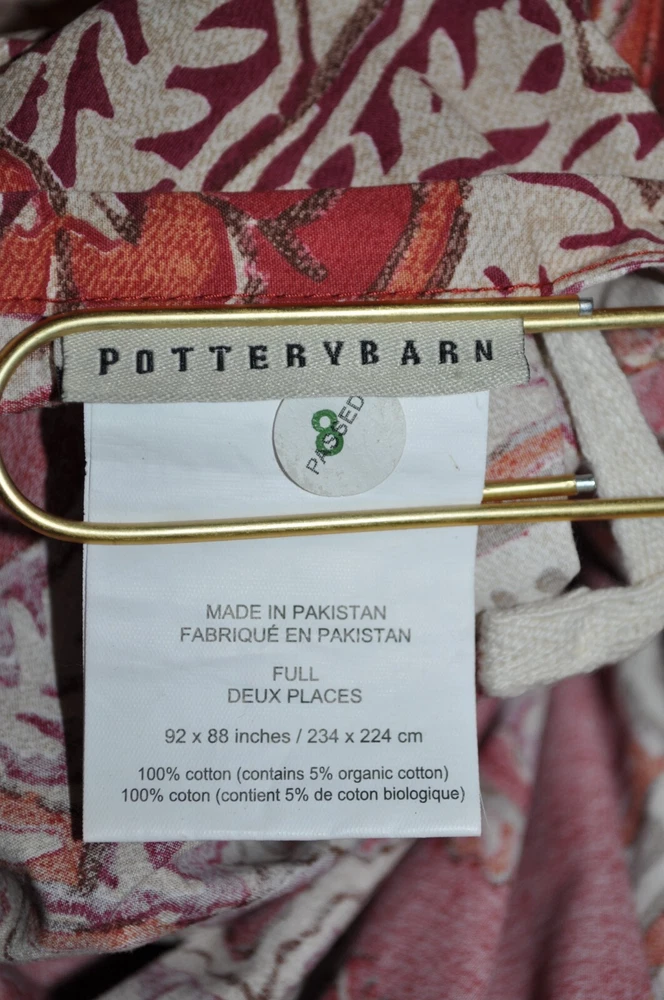 POTTERYBARN
8
PASSED
MADE IN PAKISTAN
FABRIQUÉ EN PAKISTAN
FULL
DEUX PLACES
92 x 88 inches / 234 x 224 cm
100% cotton (contains 5% organic cotton)
100% coton (contient 5% de coton biologique)